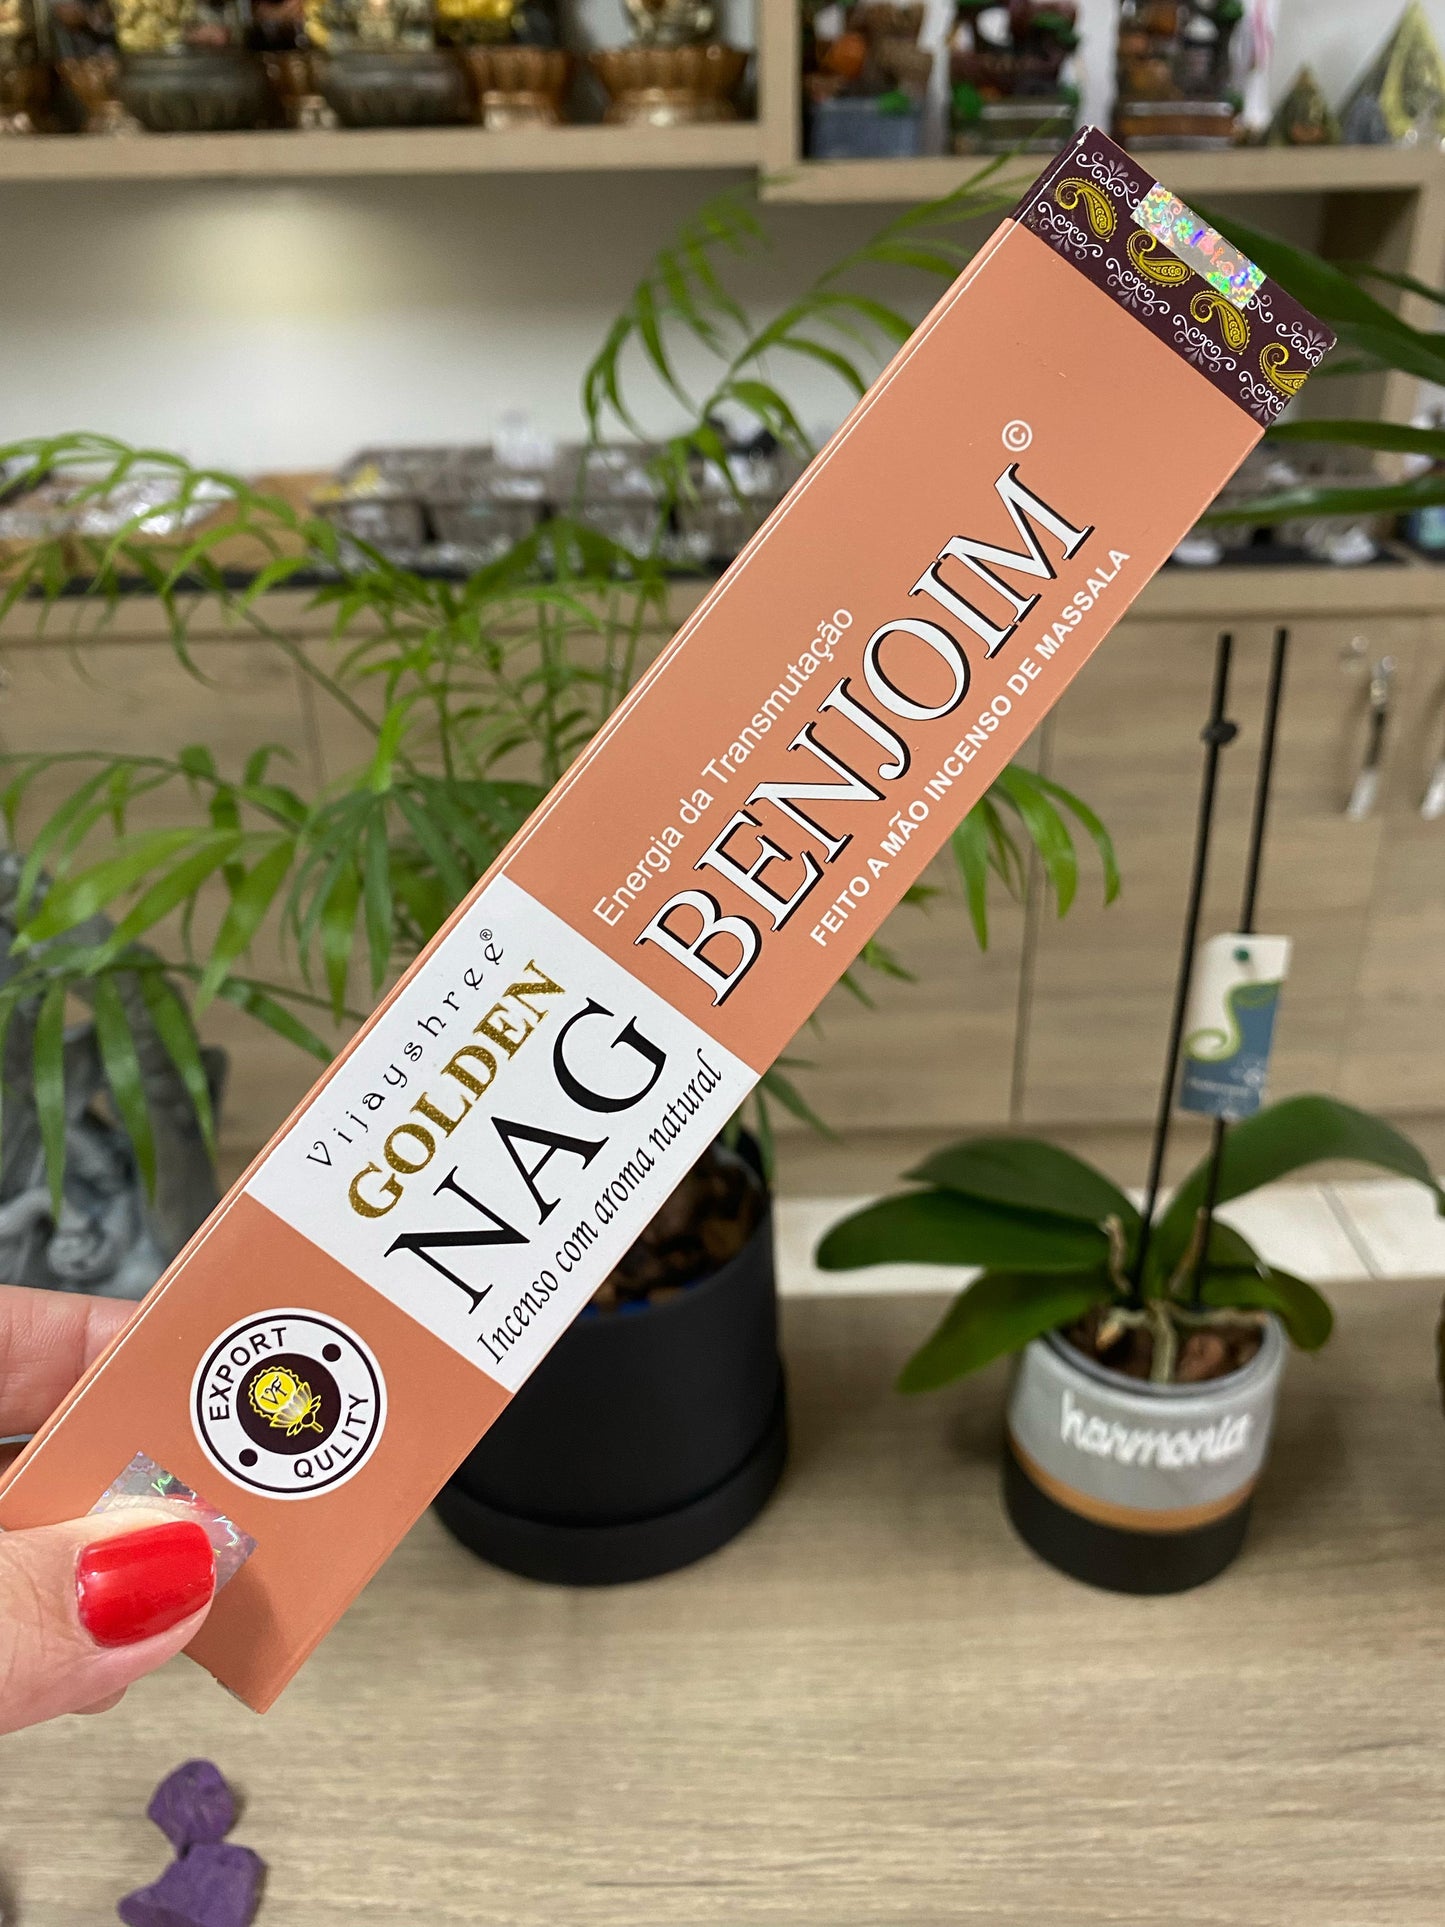 Energia da Transmutação
BENJOIM©
FEITO A MÃO INCENSO DE MASSALA
Vijayshree®
GOLDEN
NAG
Incenso com aroma natural
EXPORT
VF
QULITY
harmonia